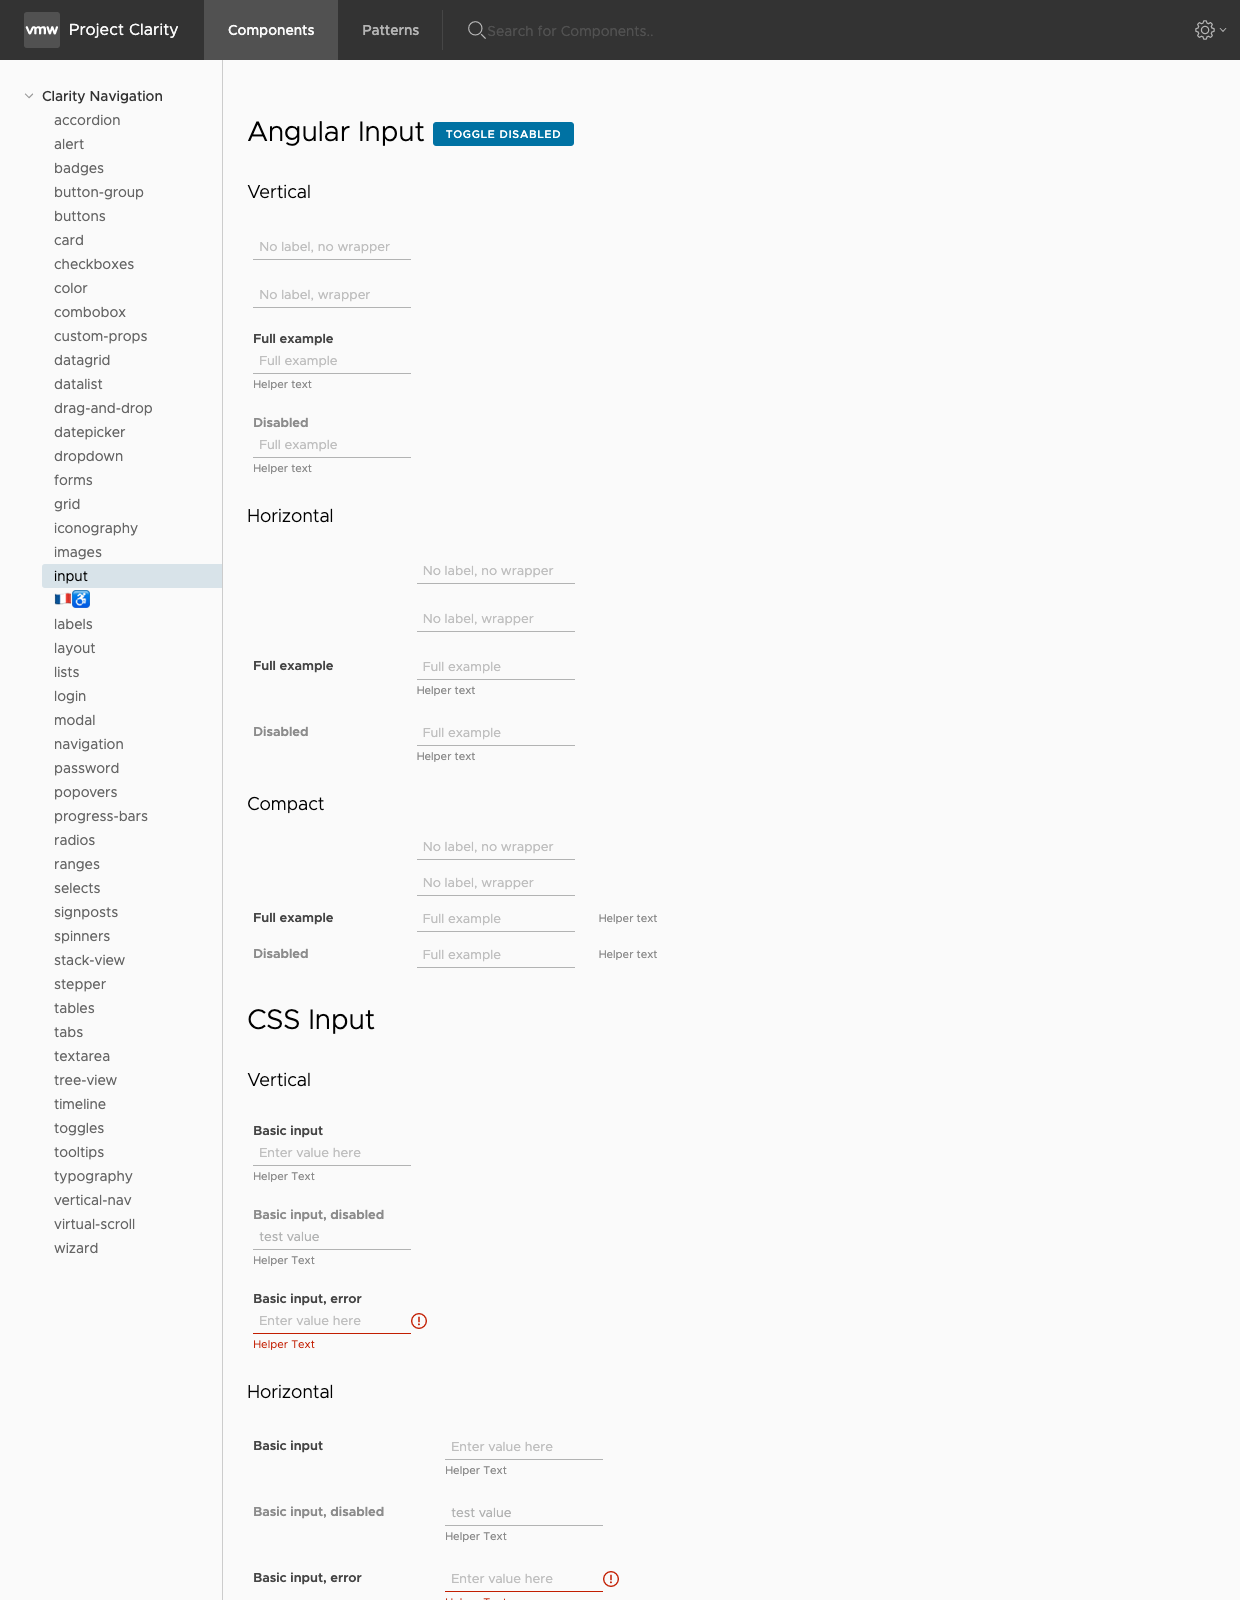 vmw Project Clarity Components Patterns Search for Components..
Clarity Navigation
accordion
alert
badges
button-group
buttons
card
checkboxes
color
combobox
custom-props
datagrid
datalist
drag-and-drop
datepicker
dropdown
forms
grid
iconography
images
input
🇫🇷♿
labels
layout
lists
login
modal
navigation
password
popovers
progress-bars
radios
ranges
selects
signposts
spinners
stack-view
stepper
tables
tabs
textarea
tree-view
timeline
toggles
tooltips
typography
vertical-nav
virtual-scroll
wizard
Angular Input TOGGLE DISABLED
Vertical
No label, no wrapper
No label, wrapper
Full example
Full example
Helper text
Disabled
Full example
Helper text
Horizontal
No label, no wrapper
No label, wrapper
Full example Full example
Helper text
Disabled Full example
Helper text
Compact
No label, no wrapper
No label, wrapper
Full example Full example Helper text
Disabled Full example Helper text
CSS Input
Vertical
Basic input
Enter value here
Helper Text
Basic input, disabled
test value
Helper Text
Basic input, error
Enter value here
Helper Text
Horizontal
Basic input Enter value here
Helper Text
Basic input, disabled test value
Helper Text
Basic input, error Enter value here